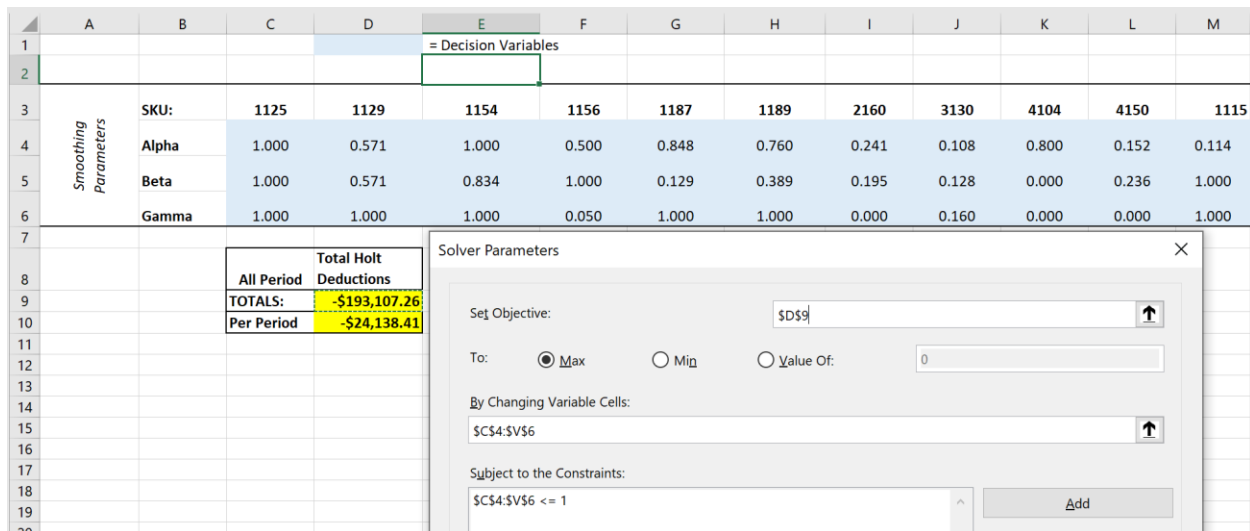 A B C D E F G H I J K L M
1 = Decision Variables
2
3 SKU: 1125 1129 1154 1156 1187 1189 2160 3130 4104 4150 1115
Smoothing
Parameters
4 Alpha 1.000 0.571 1.000 0.500 0.848 0.760 0.241 0.108 0.800 0.152 0.114
5 Beta 1.000 0.571 0.834 1.000 0.129 0.389 0.195 0.128 0.000 0.236 1.000
6 Gamma 1.000 1.000 1.000 0.050 1.000 1.000 0.000 0.160 0.000 0.000 1.000
7
Total Holt
8 All Period Deductions
9 TOTALS: -$193,107.26
10 Per Period -$24,138.41
11
12
13
14
15
16
17
18
19
Solver Parameters
Set Objective: $D$9
To: Max Min Value Of: 0
By Changing Variable Cells:
$C$4:$V$6
Subject to the Constraints:
$C$4:$V$6 <= 1
Add